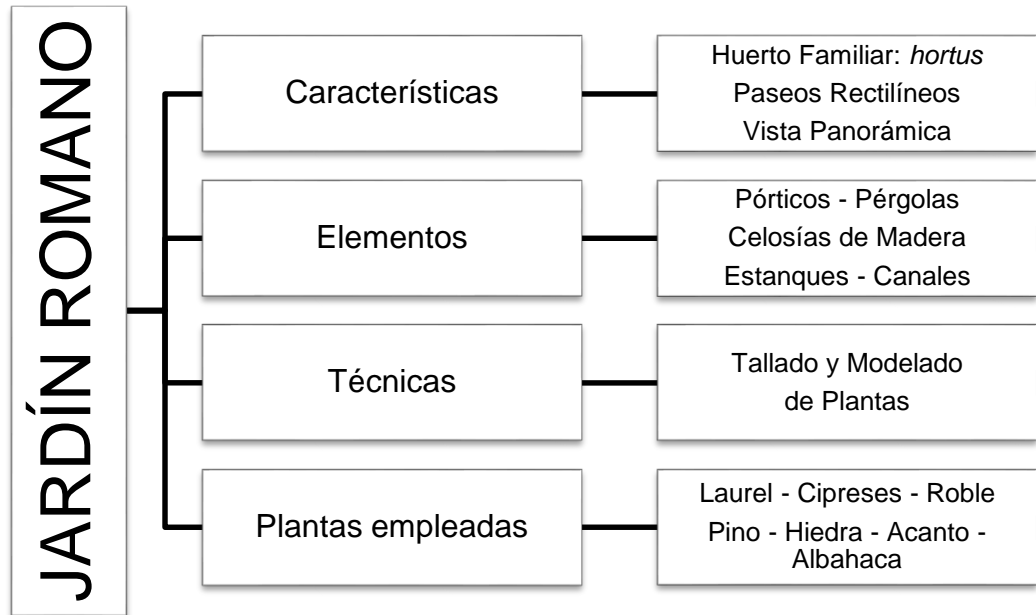 JARDÍN ROMANO
Características
Huerto Familiar: hortus
Paseos Rectilíneos
Vista Panorámica
Elementos
Pórticos - Pérgolas
Celosías de Madera
Estanques - Canales
Técnicas
Tallado y Modelado
de Plantas
Plantas empleadas
Laurel - Cipreses - Roble
Pino - Hiedra - Acanto -
Albahaca